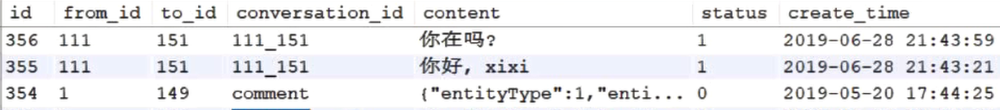 id from_id to_id conversation_id content status create_time
356 111 151 111_151 你在吗? 1 2019-06-28 21:43:59
355 111 151 111_151 你好, xixi 1 2019-06-28 21:43:21
354 1 149 comment {"entityType":1,"enti... 0 2019-05-20 17:44:25